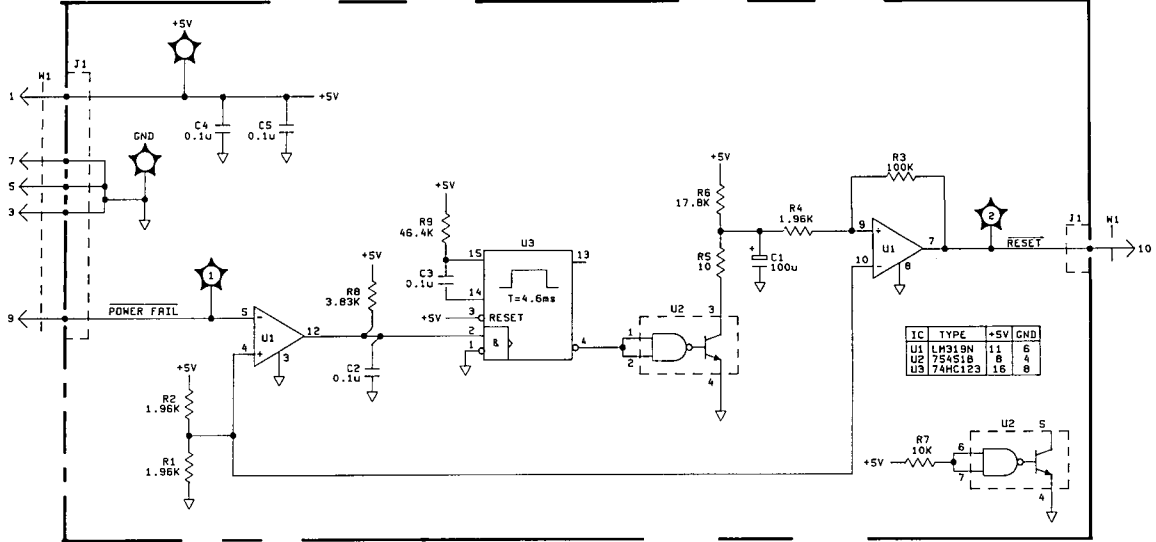 +5V
W1
J1
1
+5V
C4
0.1u
C5
0.1u
GND
7
5
3
+5V
R6
17.8K
R3
100K
+5V
R9
46.4K
R4
1.96K
9
+
U1
7
2
RESET
J1
W1
10
10
-
8
U3
15
13
C3
0.1u
14
T=4.6ms
R5
10
+
C1
100u
+5V
R8
3.83K
1
9
POWER FAIL
5
-
U1
12
4
+
3
+5V
3
RESET
2
&
1
4
U2
1
2
4
C2
0.1u
IC TYPE +5V GND
U1 LM319N 11 6
U2 75451B 8 4
U3 74HC123 16 8
+5V
R2
1.96K
R1
1.96K
U2
5
R7
10K
+5V
6
7
4